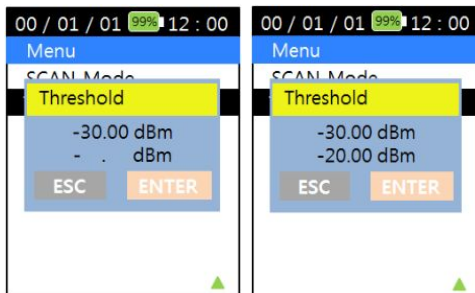 00 / 01 / 01 99% 12 : 00
Menu
SCAN Mode
Threshold
-30.00 dBm
- . dBm
ESC ENTER
00 / 01 / 01 99% 12 : 00
Menu
SCAN Mode
Threshold
-30.00 dBm
-20.00 dBm
ESC ENTER